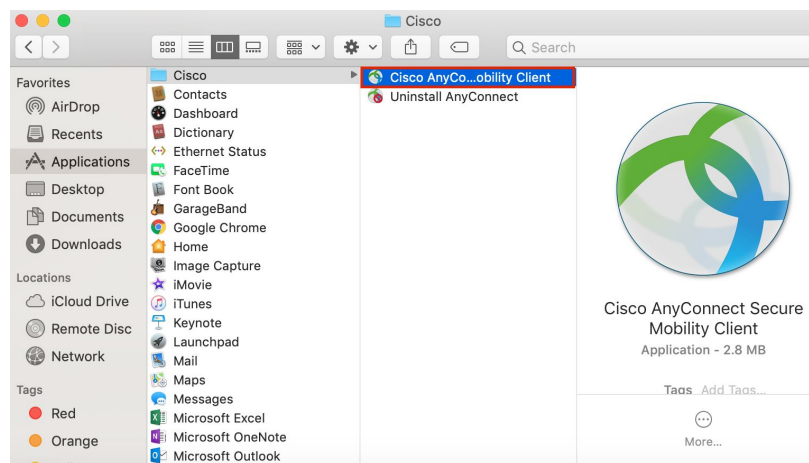 Cisco
Search
Favorites
AirDrop
Recents
Applications
Desktop
Documents
Downloads
Locations
iCloud Drive
Remote Disc
Network
Tags
Red
Orange
Cisco
Contacts
Dashboard
Dictionary
Ethernet Status
FaceTime
Font Book
GarageBand
Google Chrome
Home
Image Capture
iMovie
iTunes
Keynote
Launchpad
Mail
Maps
Messages
Microsoft Excel
Microsoft OneNote
Microsoft Outlook
Cisco AnyCo...obility Client
Uninstall AnyConnect
Cisco AnyConnect Secure
Mobility Client
Application - 2.8 MB
Tags Add Tags...
More...